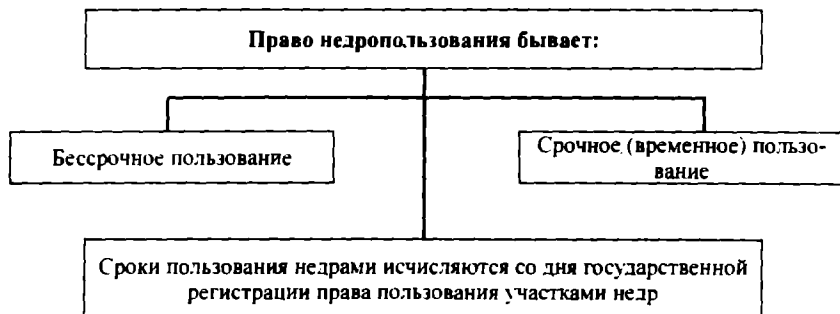 Право недропользования бывает:
Бессрочное пользование
Срочное (временное) пользо-
вание
Сроки пользования недрами исчисляются со дня государственной
регистрации права пользования участками недр